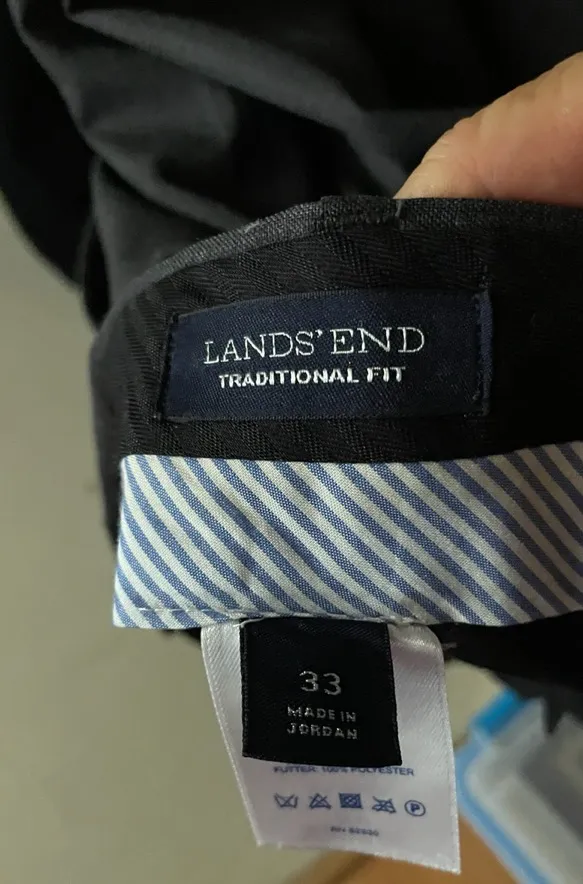 LANDS' END
TRADITIONAL FIT
33
MADE IN
JORDAN
FUTTER: 100% POLYESTER
P